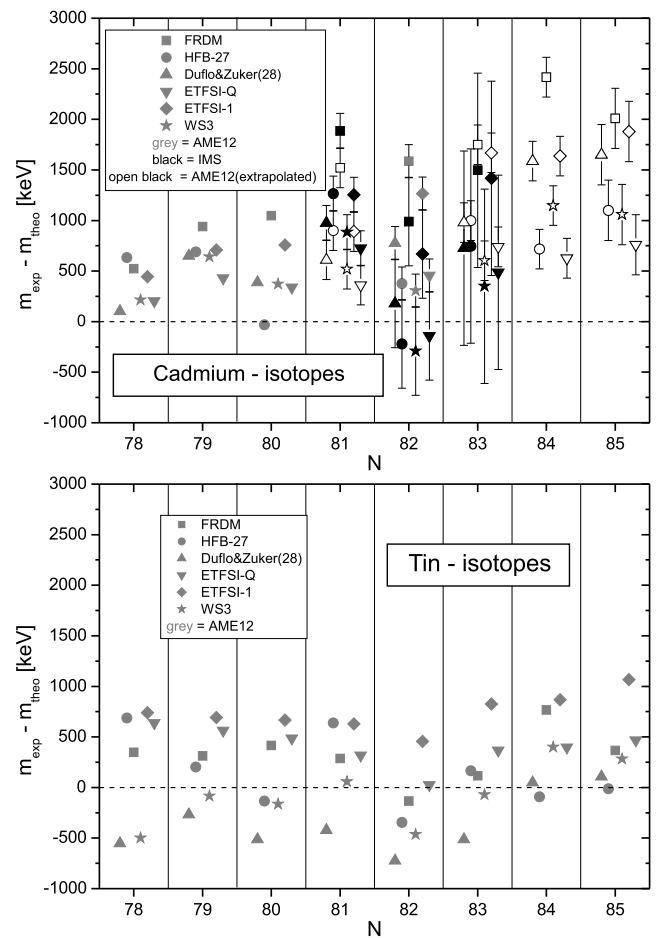 3000
2500
2000
1500
1000
500
0
-500
-1000
m_exp - m_theo [keV]
FRDM
HFB-27
Duflo&Zuker(28)
ETFSI-Q
ETFSI-1
WS3
grey = AME12
black = IMS
open black = AME12(extrapolated)
Cadmium - isotopes
78 79 80 81 82 83 84 85
N
3000
2500
2000
1500
1000
500
0
-500
-1000
m_exp - m_theo [keV]
FRDM
HFB-27
Duflo&Zuker(28)
ETFSI-Q
ETFSI-1
WS3
grey = AME12
Tin - isotopes
78 79 80 81 82 83 84 85
N